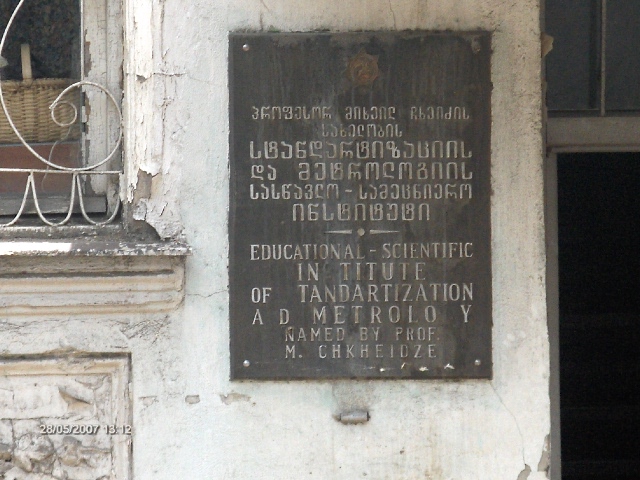 პროფესორ მიხეილ ჩხეიძის
სახელობის
სტანდარტიზაციის
და მეტროლოგიის
სასწავლო-სამეცნიერო
ინსტიტუტი
EDUCATIONAL-SCIENTIFIC
IN TITUTE
OF TANDARTIZATION
A D METROLO Y
NAMED BY PROF.
M. CHKHEIDZE
28/05/2007 13:12